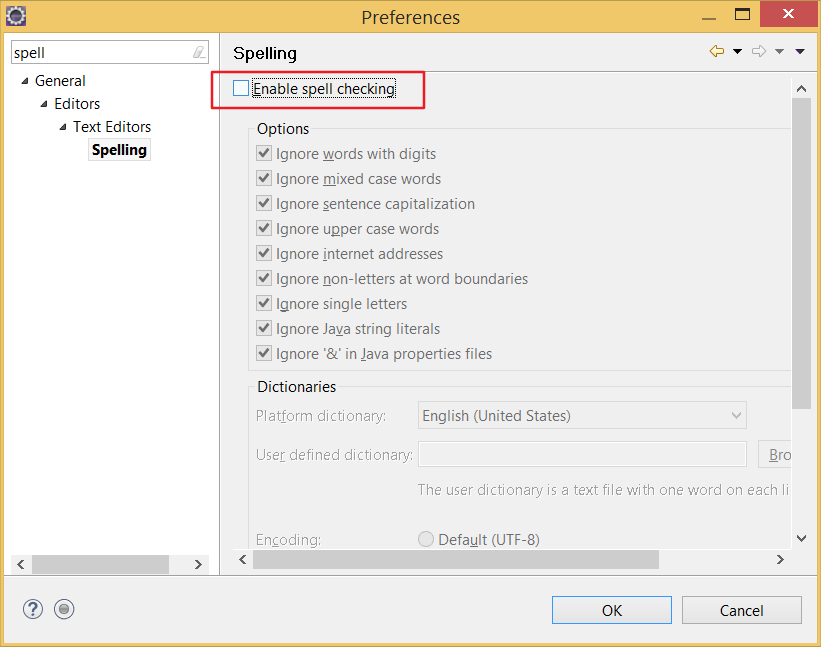 Preferences
spell
Spelling
General
Editors
Text Editors
Spelling
Enable spell checking
Options
Ignore words with digits
Ignore mixed case words
Ignore sentence capitalization
Ignore upper case words
Ignore internet addresses
Ignore non-letters at word boundaries
Ignore single letters
Ignore Java string literals
Ignore '&' in Java properties files
Dictionaries
Platform dictionary: English (United States)
User defined dictionary: Bro
The user dictionary is a text file with one word on each li
Encoding: Default (UTF-8)
? OK Cancel